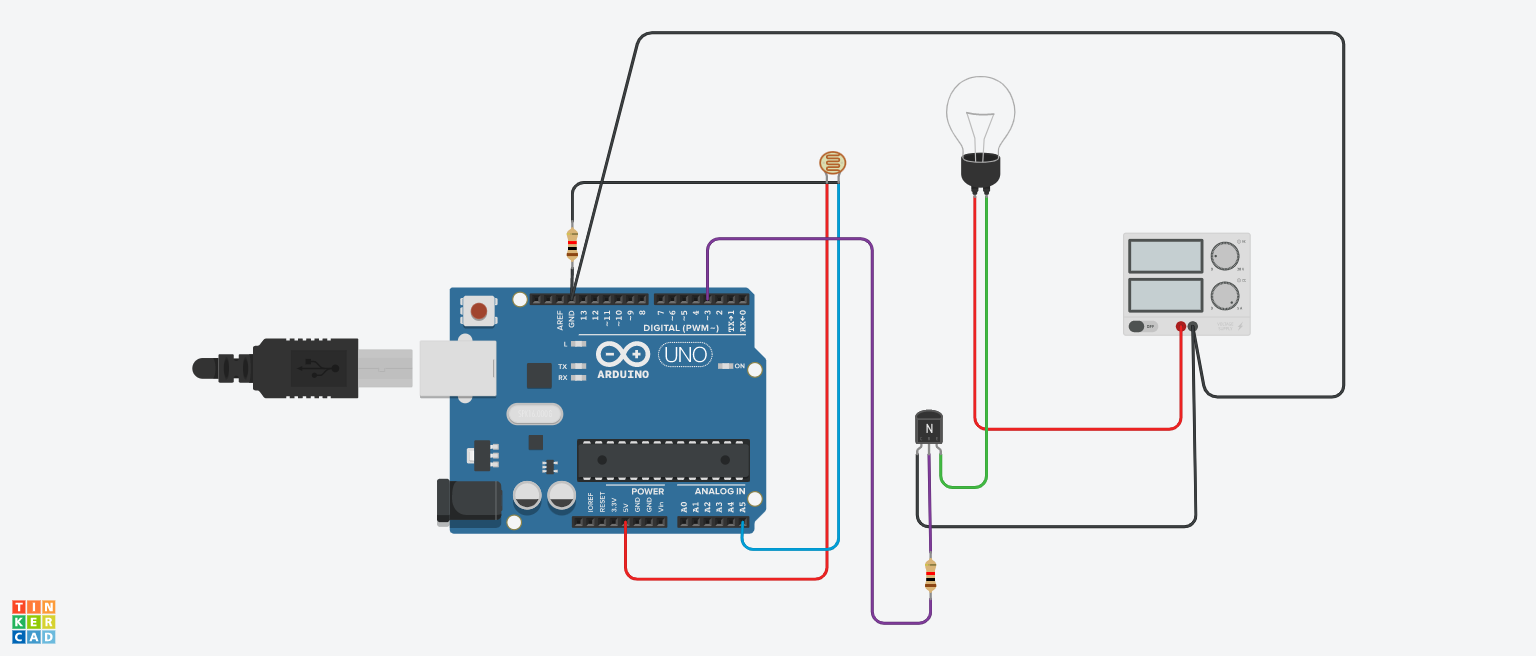 AREF
GND
13
12
~11
~10
~9
8
7
~6
~5
4
~3
2
TX→1
RX←0
DIGITAL (PWM~)
L
TX
RX
ARDUINO
UNO
ON
POWER
ANALOG IN
IOREF
RESET
3.3V
5V
GND
GND
Vin
A0
A1
A2
A3
A4
A5
N
OFF
TIN
KER
CAD